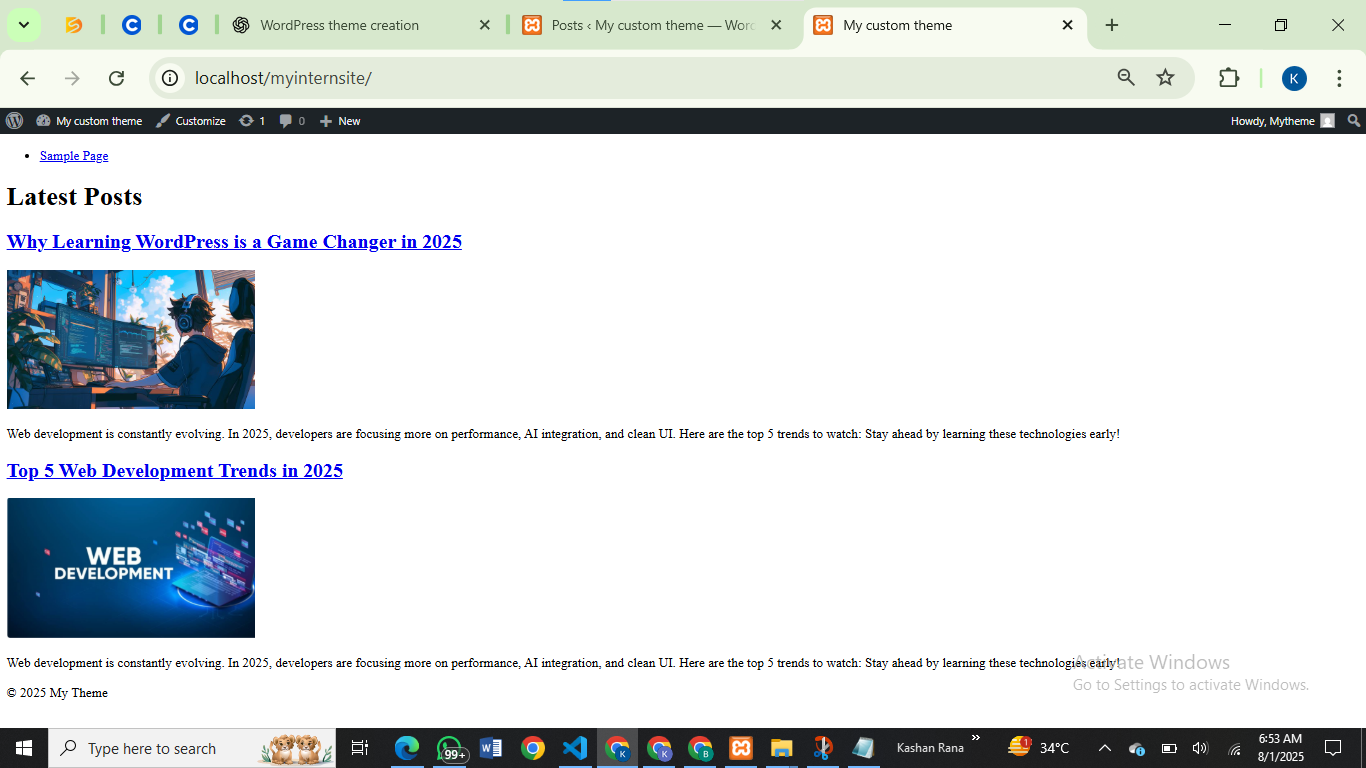 WordPress theme creation
Posts ‹ My custom theme — Worc
My custom theme
localhost/myinternsite/
K
My custom theme
Customize
1
0
New
Howdy, Mytheme
Sample Page
Latest Posts
Why Learning WordPress is a Game Changer in 2025
Web development is constantly evolving. In 2025, developers are focusing more on performance, AI integration, and clean UI. Here are the top 5 trends to watch: Stay ahead by learning these technologies early!
Top 5 Web Development Trends in 2025
WEB
DEVELOPMENT
Web development is constantly evolving. In 2025, developers are focusing more on performance, AI integration, and clean UI. Here are the top 5 trends to watch: Stay ahead by learning these technologies early!
© 2025 My Theme
Activate Windows
Go to Settings to activate Windows.
Type here to search
99+
K
K
B
Kashan Rana
1
34°C
6:53 AM
8/1/2025